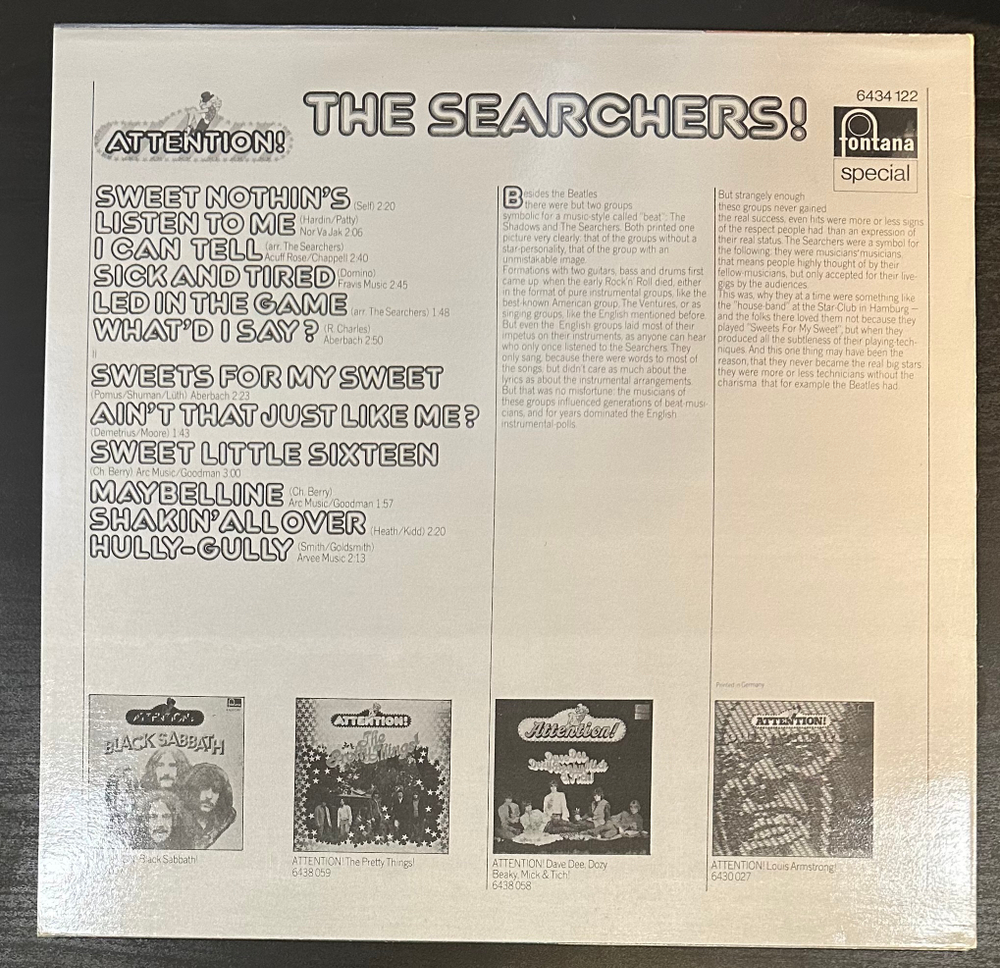 ATTENTION!
THE SEARCHERS!
6434 122
fontana
special
SWEET NOTHIN'S (Self) 2:20
LISTEN TO ME (Hardin/Patty)
Nor Va Jak 2:06
I CAN TELL (arr. The Searchers)
Acuff Rose/Chappell 2:40
SICK AND TIRED (Domino)
Travis Music 2:45
LED IN THE GAME (arr. The Searchers) 1:48
WHAT'D I SAY? (R. Charles)
Aberbach 2:50
II
SWEETS FOR MY SWEET
(Pomus/Shuman/Lüth) Aberbach 2:23
AIN'T THAT JUST LIKE ME?
(Demetrius/Moore) 1:43
SWEET LITTLE SIXTEEN
(Ch. Berry) Arc Music/Goodman 3:00
MAYBELLINE (Ch. Berry)
Arc Music/Goodman 1:57
SHAKIN' ALL OVER (Heath/Kidd) 2:20
HULLY-GULLY (Smith/Goldsmith)
Arvee Music 2:13
Besides the Beatles
there were but two groups
symbolic for a music-style called "beat": The
Shadows and The Searchers. Both printed one
picture very clearly: that of the groups without a
star-personality, that of the group with an
unmistakable image.
Formations with two guitars, bass and drums first
came up when the early Rock'n Roll died, either
in the format of pure instrumental groups, like the
best-known American group, The Ventures, or as
singing groups, like the English mentioned before.
But even the English groups laid most of their
impetus on their instruments, as anyone can hear
who only once listened to the Searchers. They
only sang, because there were words to most of
the songs, but didn't care as much about the
lyrics as about the instrumental arrangements.
But that was no misfortune: the musicians of
these groups influenced generations of beat-musi-
cians, and for years dominated the English
instrumental-polls.
But strangely enough
these groups never gained
the real success, even hits were more or less signs
of the respect people had, than an expression of
their real status. The Searchers were a symbol for
the following: they were musicians' musicians,
that means people highly thought of by their
fellow-musicians, but only accepted for their live-
gigs by the audiences.
This was, why they at a time were something like
the "house-band" at the Star-Club in Hamburg –
and the folks there loved them not because they
played "Sweets For My Sweet", but when they
produced all the subtleness of their playing-tech-
niques. And this one thing may have been the
reason, that they never became the real big stars:
they were more or less technicians without the
charisma that for example the Beatles had.
Printed in Germany
ATTENTION!
BLACK SABBATH
Black Sabbath!
ATTENTION!
The
Pretty Things!
ATTENTION! The Pretty Things!
6438 059
Attention!
Dave Dee
ATTENTION! Dave Dee, Dozy
Beaky, Mick & Tich!
6438 058
ATTENTION!
ATTENTION! Louis Armstrong!
6430 027